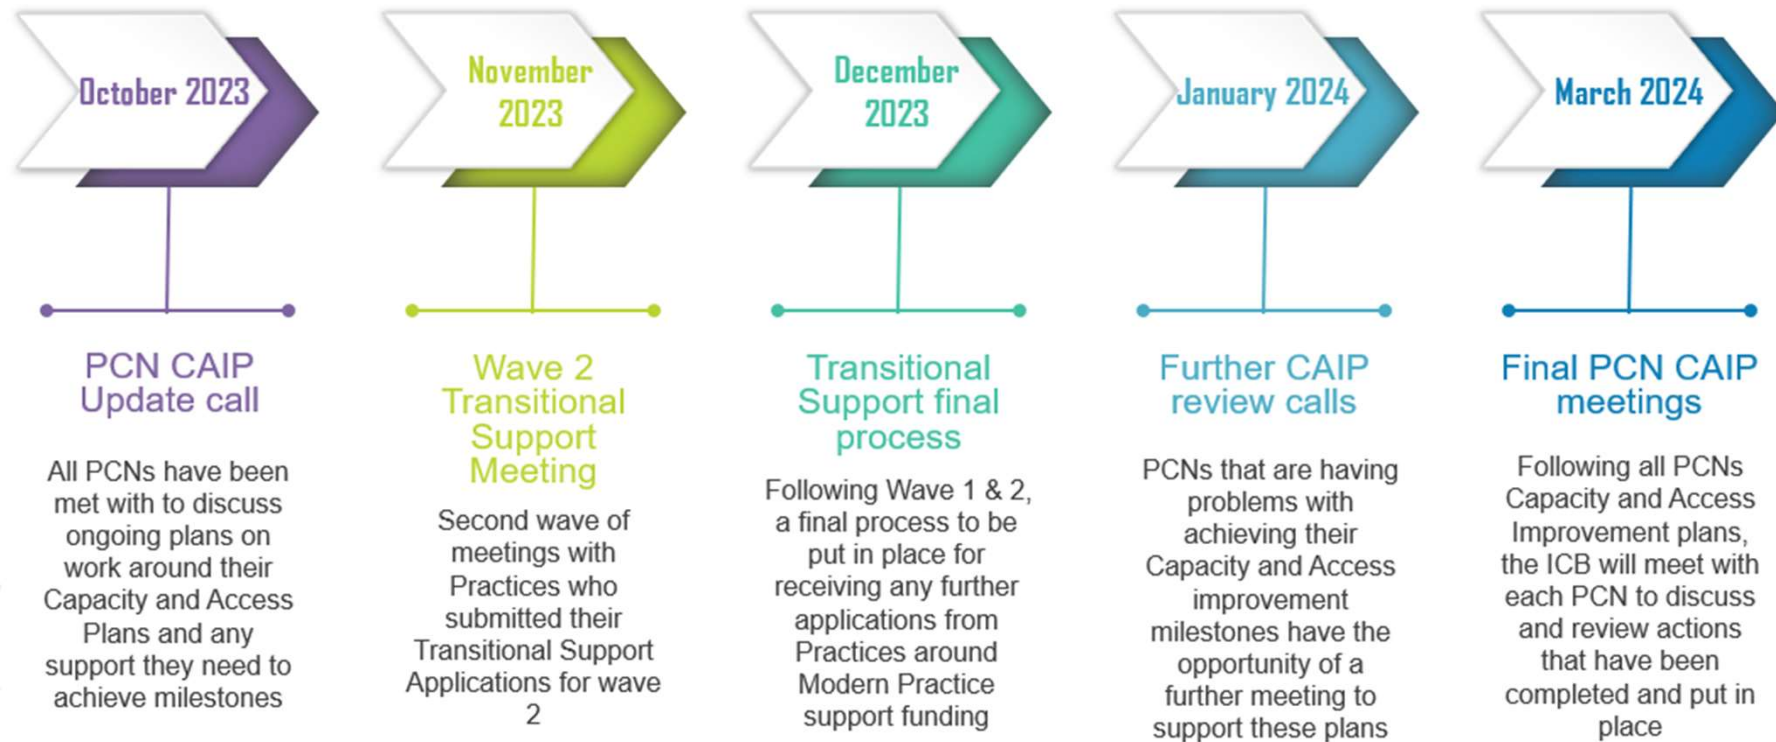 October 2023
PCN CAIP
Update call
All PCNs have been
met with to discuss
ongoing plans on
work around their
Capacity and Access
Plans and any
support they need to
achieve milestones
November
2023
Wave 2
Transitional
Support
Meeting
Second wave of
meetings with
Practices who
submitted their
Transitional Support
Applications for wave
2
December
2023
Transitional
Support final
process
Following Wave 1 & 2,
a final process to be
put in place for
receiving any further
applications from
Practices around
Modern Practice
support funding
January 2024
Further CAIP
review calls
PCNs that are having
problems with
achieving their
Capacity and Access
improvement
milestones have the
opportunity of a
further meeting to
support these plans
March 2024
Final PCN CAIP
meetings
Following all PCNs
Capacity and Access
Improvement plans,
the ICB will meet with
each PCN to discuss
and review actions
that have been
completed and put in
place